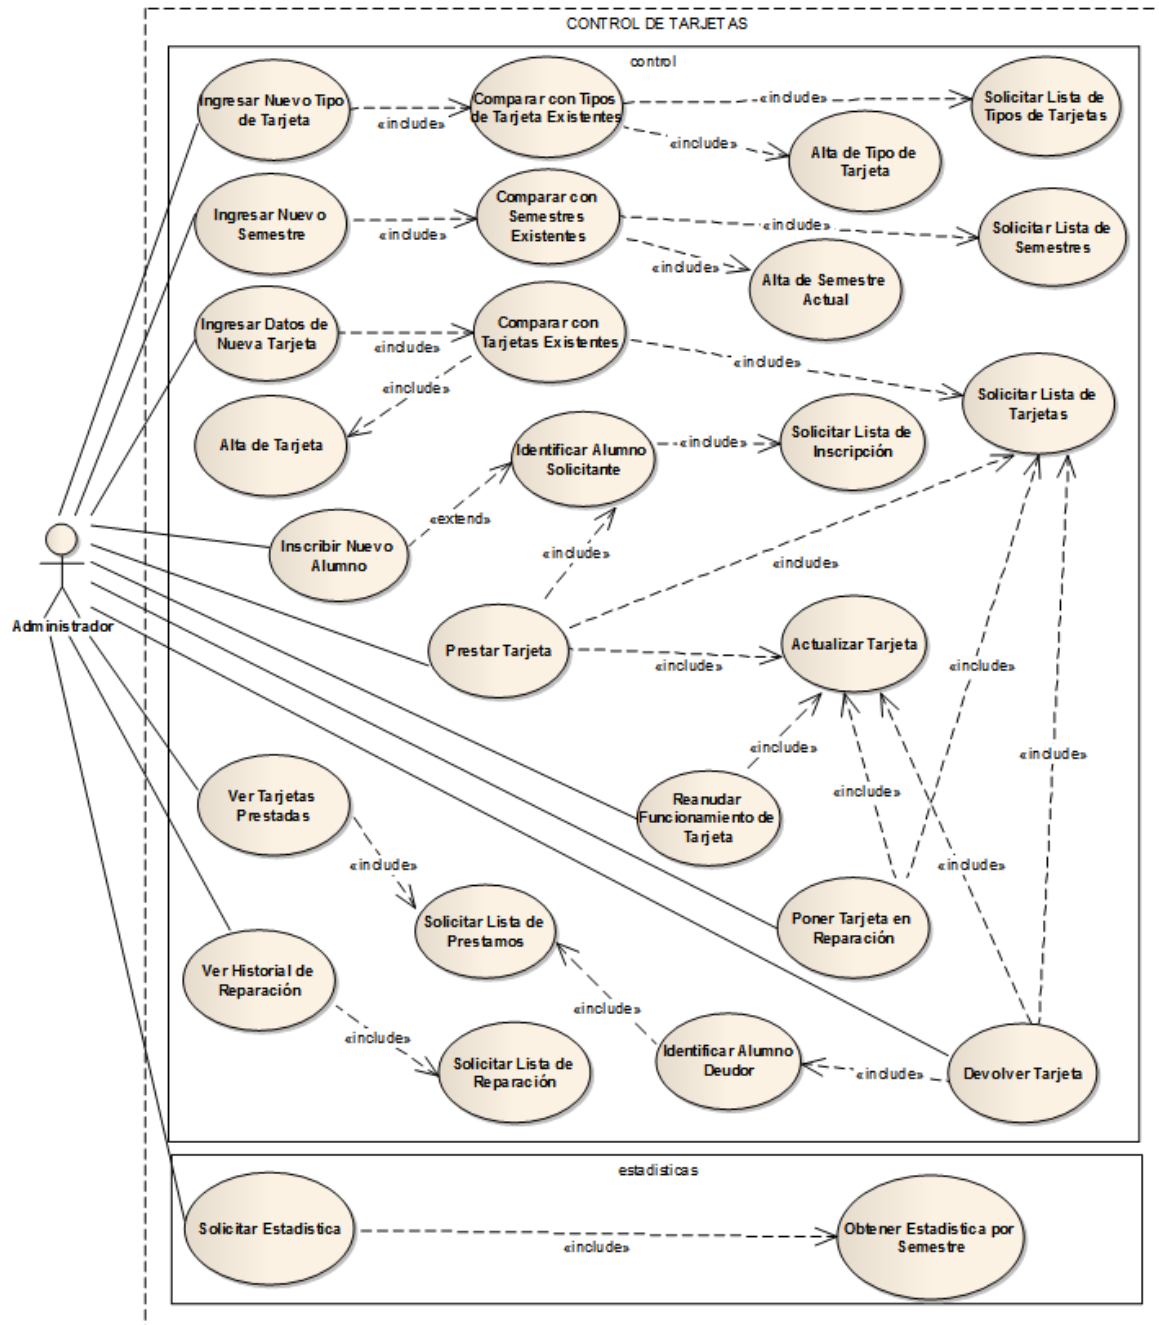 CONTROL DE TARJETAS
control
Ingresar Nuevo Tipo
de Tarjeta
«include»
Comparar con Tipos
de Tarjeta Existentes
«include»
Solicitar Lista de
Tipos de Tarjetas
«include»
Alta de Tipo de
Tarjeta
Ingresar Nuevo
Semestre
«include»
Comparar con
Semestres
Existentes
«include»
Solicitar Lista de
Semestres
«include»
Alta de Semestre
Actual
Ingresar Datos de
Nueva Tarjeta
«include»
Comparar con
Tarjetas Existentes
«include»
Solicitar Lista de
Tarjetas
«include»
Alta de Tarjeta
Identificar Alumno
Solicitante
«include»
Solicitar Lista de
Inscripción
«extend»
Inscribir Nuevo
Alumno
«include»
«include»
Administrador
Prestar Tarjeta
«include»
Actualizar Tarjeta
«include»
«include»
«include»
«include»
Ver Tarjetas
Prestadas
Reanudar
Funcionamiento de
Tarjeta
«include»
«include»
Solicitar Lista de
Prestamos
Poner Tarjeta en
Reparación
Ver Historial de
Reparación
«include»
«include»
Solicitar Lista de
Reparación
Identificar Alumno
Deudor
«include»
Devolver Tarjeta
estadisticas
Solicitar Estadistica
«include»
Obtener Estadistica por
Semestre